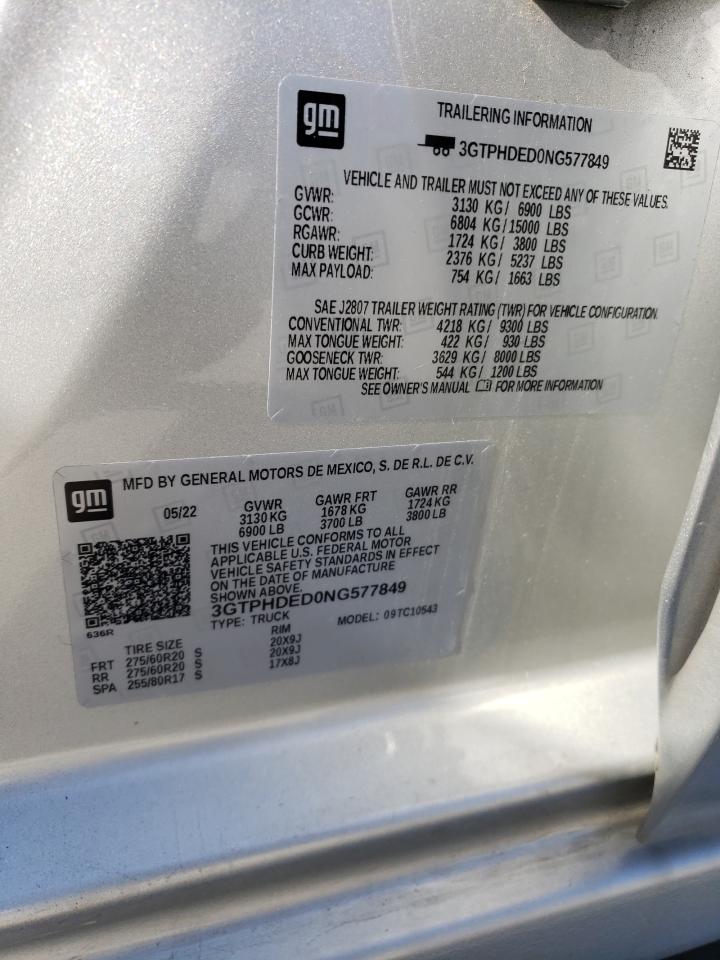 gm
TRAILERING INFORMATION
3GTPHDED0NG577849
VEHICLE AND TRAILER MUST NOT EXCEED ANY OF THESE VALUES.
GVWR: 3130 KG/ 6900 LBS
GCWR: 6804 KG/15000 LBS
RGAWR: 1724 KG/ 3800 LBS
CURB WEIGHT: 2376 KG/ 5237 LBS
MAX PAYLOAD: 754 KG/ 1663 LBS
SAE J2807 TRAILER WEIGHT RATING (TWR) FOR VEHICLE CONFIGURATION.
CONVENTIONAL TWR: 4218 KG/ 9300 LBS
MAX TONGUE WEIGHT: 422 KG/ 930 LBS
GOOSENECK TWR: 3629 KG/ 8000 LBS
MAX TONGUE WEIGHT: 544 KG/ 1200 LBS
SEE OWNER'S MANUAL FOR MORE INFORMATION
gm
MFD BY GENERAL MOTORS DE MEXICO, S. DE R.L. DE C.V.
05/22 GVWR GAWR FRT GAWR RR
3130 KG 1678 KG 1724 KG
6900 LB 3700 LB 3800 LB
THIS VEHICLE CONFORMS TO ALL
APPLICABLE U.S. FEDERAL MOTOR
VEHICLE SAFETY STANDARDS IN EFFECT
ON THE DATE OF MANUFACTURE
SHOWN ABOVE.
3GTPHDED0NG577849
TYPE: TRUCK MODEL: 09TC10543
636R
TIRE SIZE RIM
FRT 275/60R20 S 20X9J
RR 275/60R20 S 20X9J
SPA 255/80R17 S 17X8J